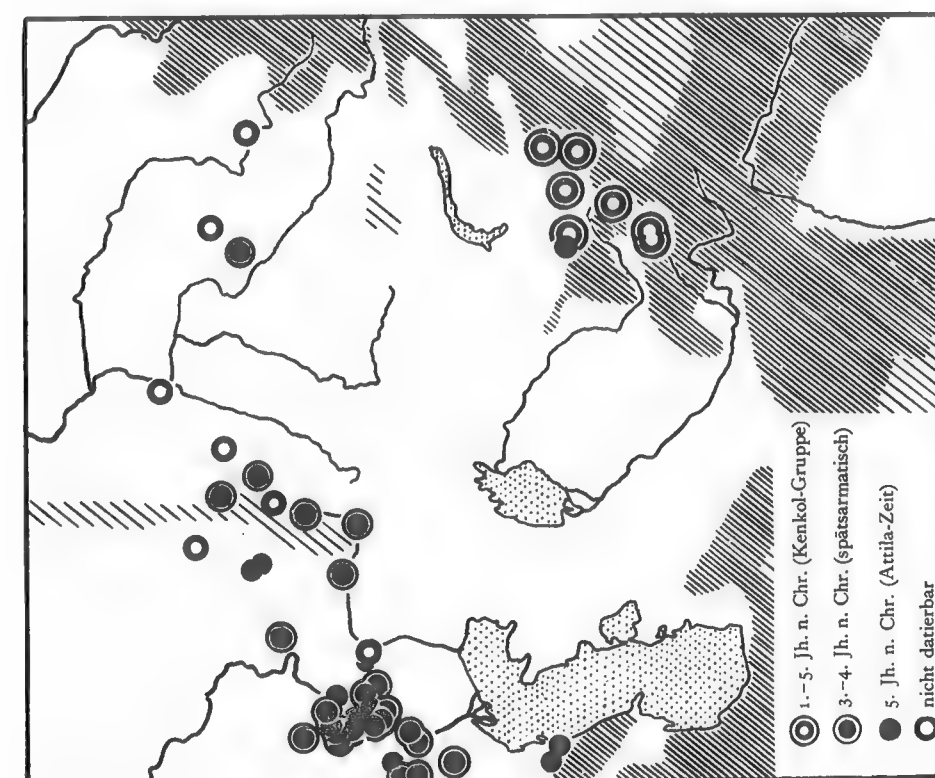 1.–5. Jh. n. Chr. (Kenkol-Gruppe)
3.–4. Jh. n. Chr. (spätsarmatisch)
5. Jh. n. Chr. (Attila-Zeit)
nicht datierbar